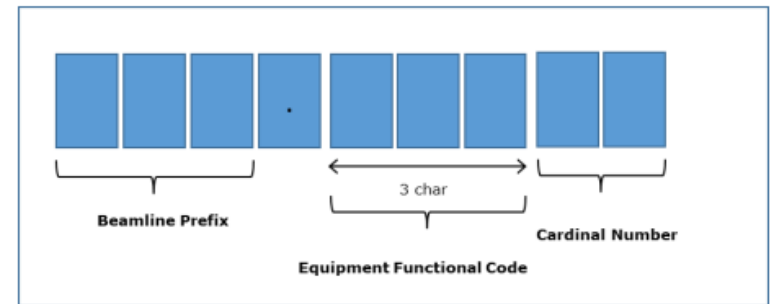 .
3 char
Beamline Prefix
Cardinal Number
Equipment Functional Code